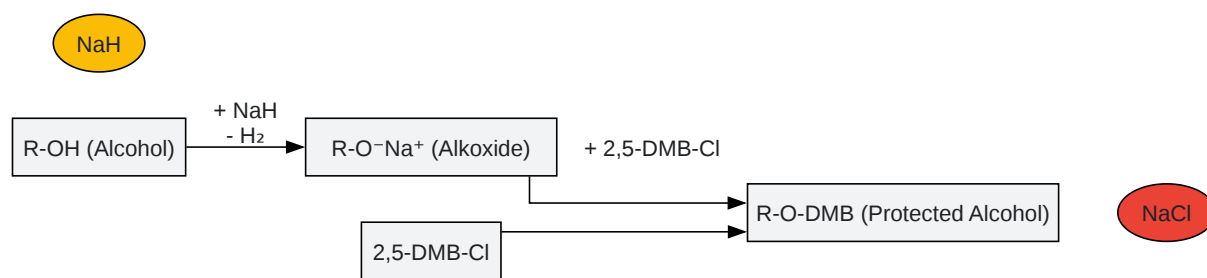 NaH
+ NaH
- H₂
R-OH (Alcohol)
R-O⁻Na⁺ (Alkoxide)
+ 2,5-DMB-Cl
R-O-DMB (Protected Alcohol)
NaCl
2,5-DMB-Cl